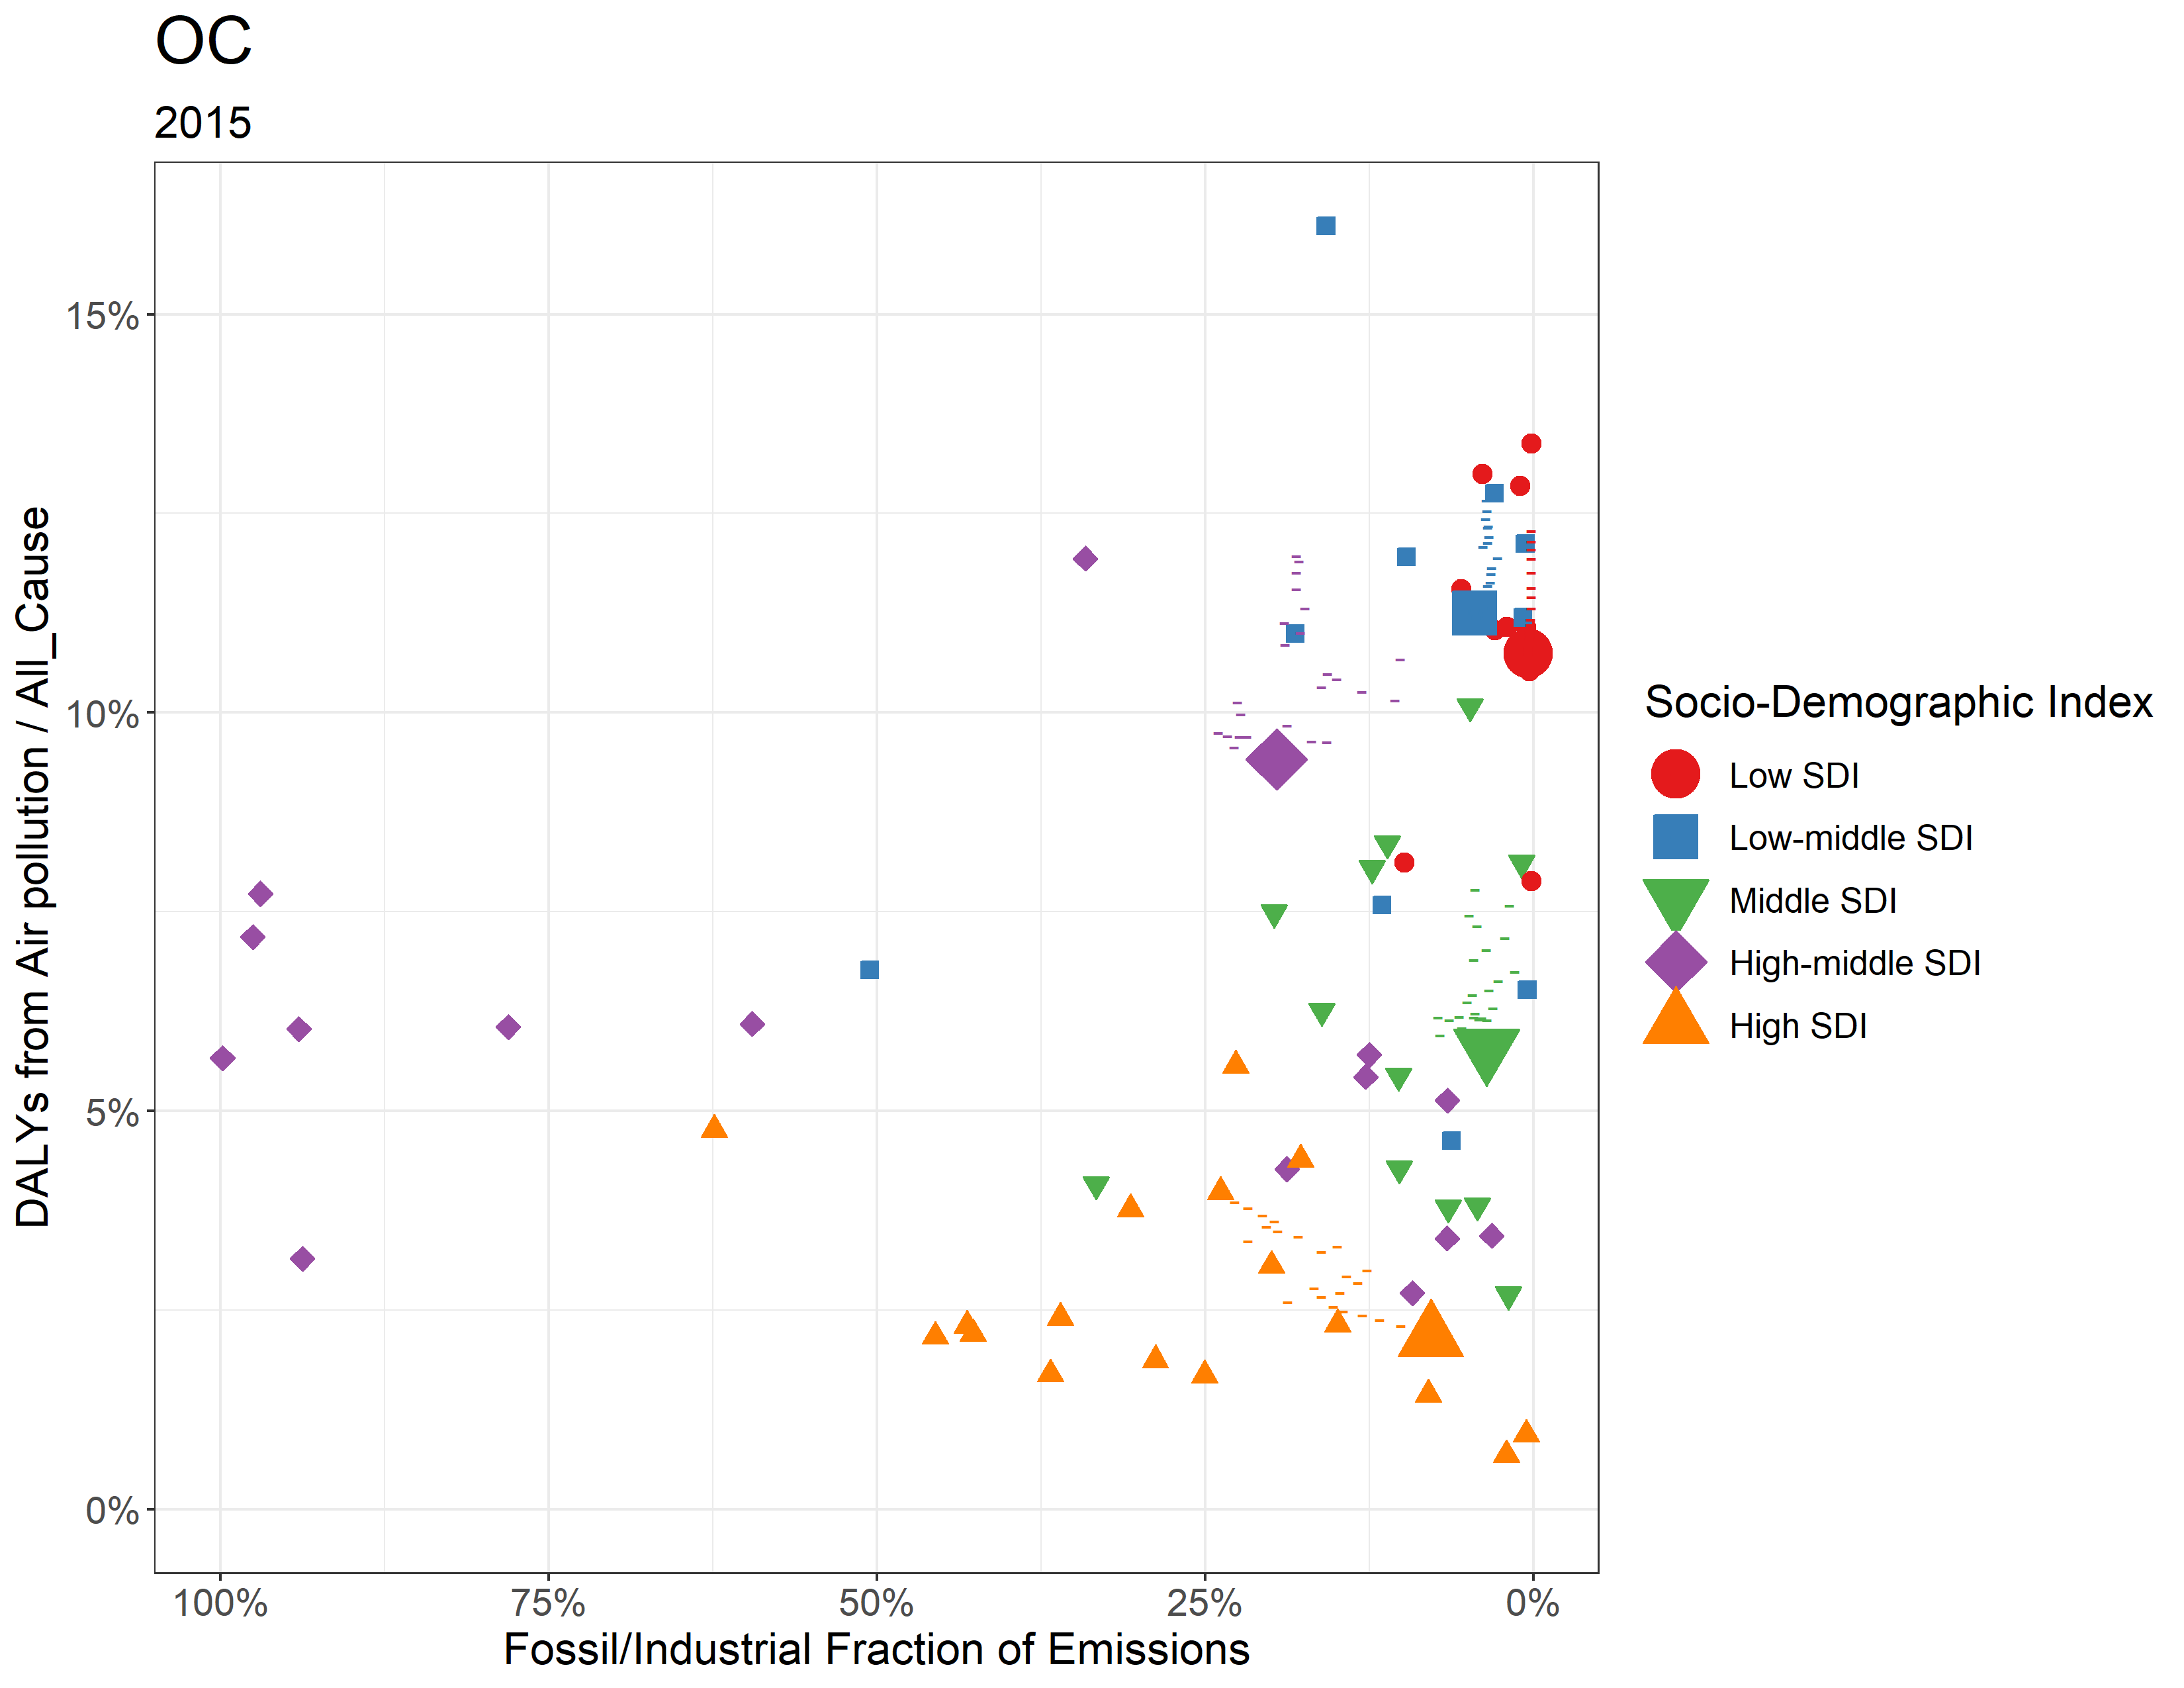 OC
2015
DALYs from Air pollution / All_Cause
15%
10%
5%
0%
100%
75%
50%
25%
0%
Fossil/Industrial Fraction of Emissions
Socio-Demographic Index
Low SDI
Low-middle SDI
Middle SDI
High-middle SDI
High SDI